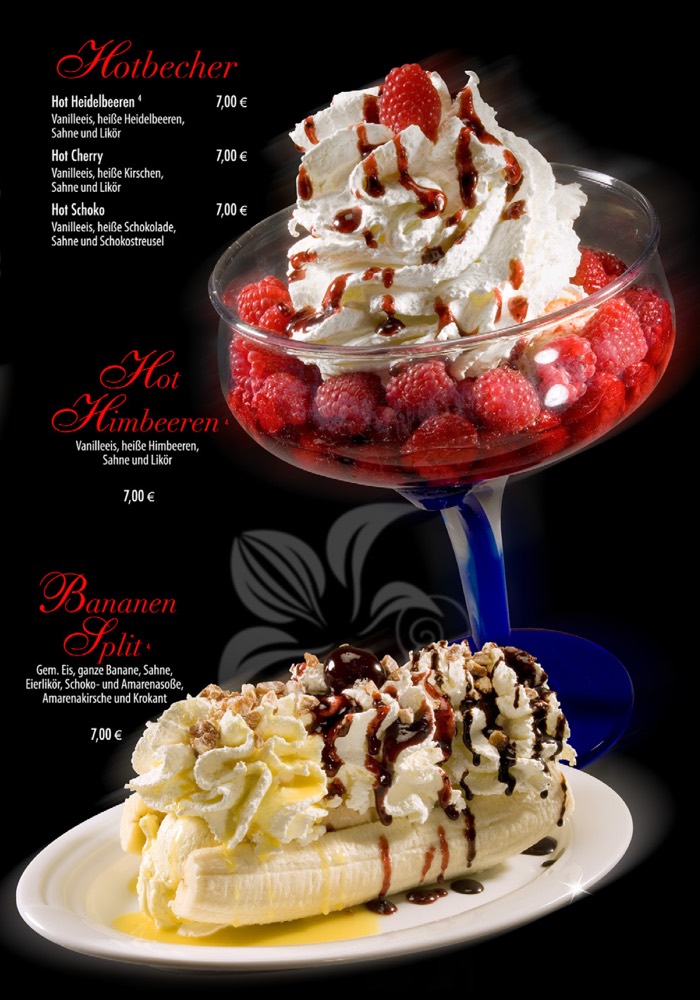 Hotbecher
Hot Heidelbeeren 4 7,00 €
Vanilleeis, heiße Heidelbeeren,
Sahne und Likör
Hot Cherry 7,00 €
Vanilleeis, heiße Kirschen,
Sahne und Likör
Hot Schoko 7,00 €
Vanilleeis, heiße Schokolade,
Sahne und Schokostreusel
Hot
Himbeeren 4
Vanilleeis, heiße Himbeeren,
Sahne und Likör
7,00 €
Bananen
Split 4
Gem. Eis, ganze Banane, Sahne,
Eierlikör, Schoko- und Amarenasoße,
Amarenakirsche und Krokant
7,00 €